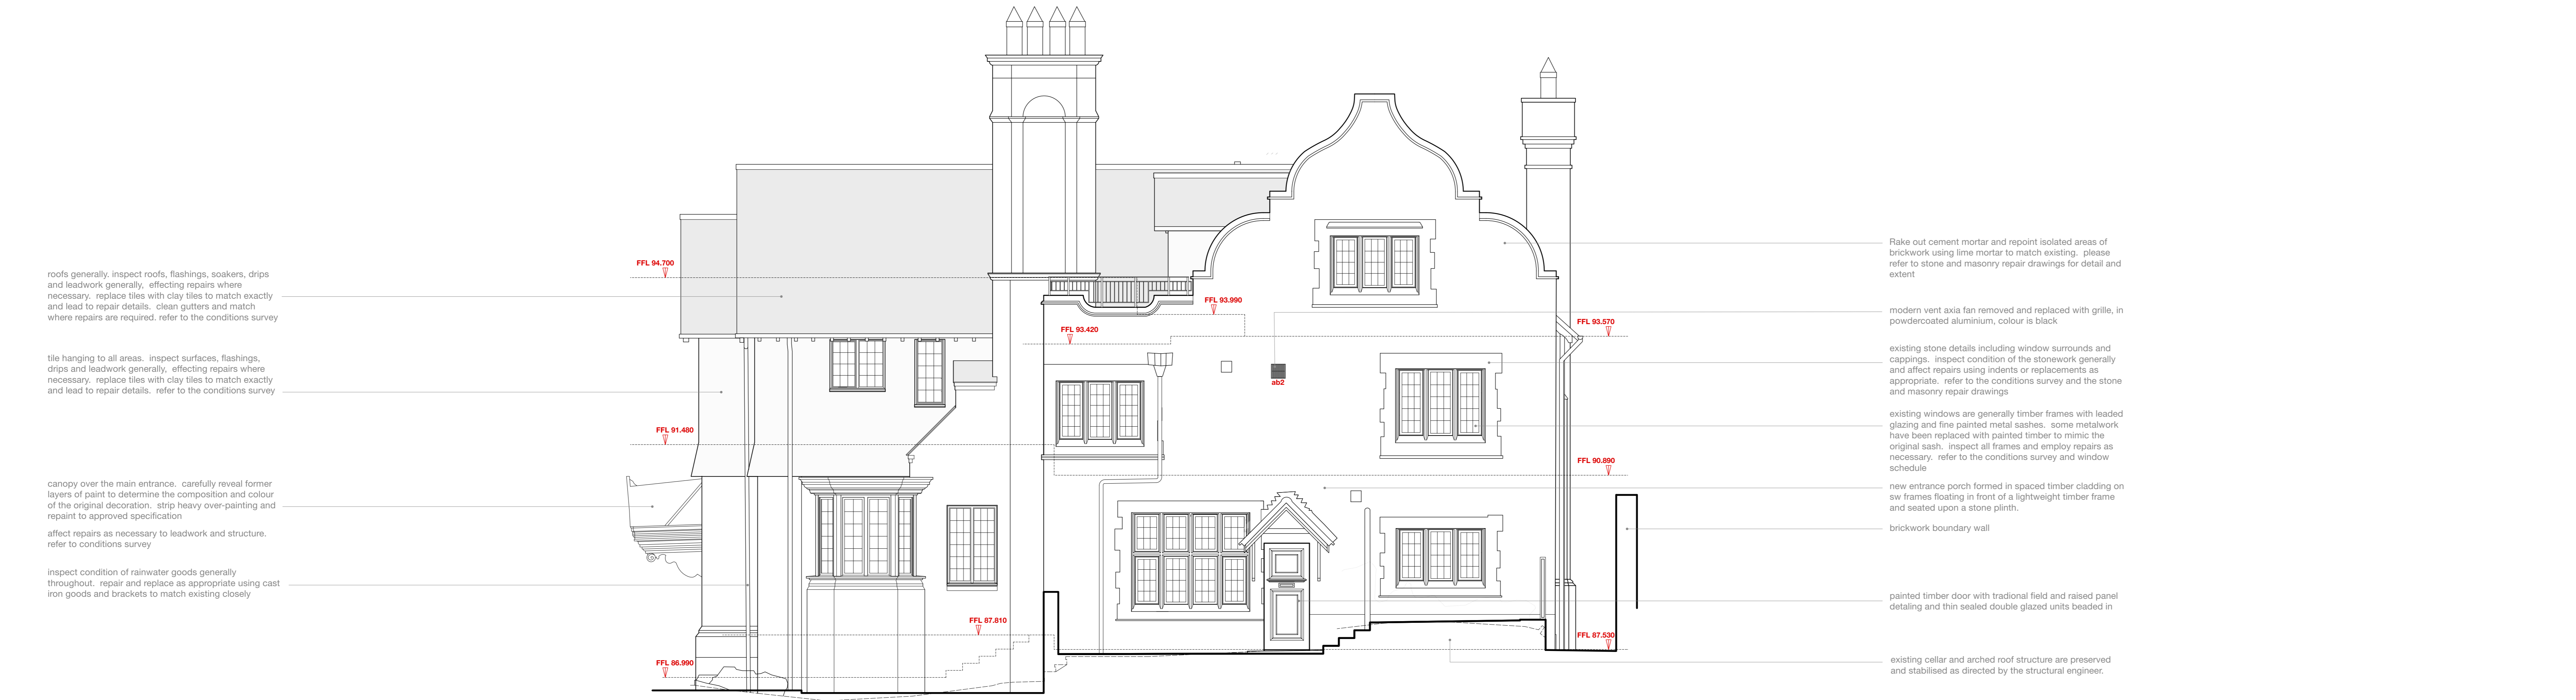 roofs generally. inspect roofs, flashings, soakers, drips
and leadwork generally,  effecting repairs where
necessary.  replace tiles with clay tiles to match exactly
and lead to repair details.  clean gutters and match
where repairs are required. refer to the conditions survey
tile hanging to all areas.  inspect surfaces, flashings,
drips and leadwork generally,  effecting repairs where
necessary.  replace tiles with clay tiles to match exactly
and lead to repair details.  refer to the conditions survey
canopy over the main entrance.  carefully reveal former
layers of paint to determine the composition and colour
of the original decoration.  strip heavy over-painting and
repaint to approved specification
affect repairs as necessary to leadwork and structure.
refer to conditions survey
inspect condition of rainwater goods generally
throughout.  repair and replace as appropriate using cast
iron goods and brackets to match existing closely
FFL 94.700
FFL 91.480
FFL 86.990
FFL 87.810
FFL 93.420
FFL 93.990
ab2
FFL 93.570
FFL 90.890
FFL 87.530
Rake out cement mortar and repoint isolated areas of
brickwork using lime mortar to match existing.  please
refer to stone and masonry repair drawings for detail and
extent
modern vent axia fan removed and replaced with grille, in
powdercoated aluminium, colour is black
existing stone details including window surrounds and
cappings.  inspect condition of the stonework generally
and affect repairs using indents or replacements as
appropriate.  refer to the conditions survey and the stone
and masonry repair drawings
existing windows are generally timber frames with leaded
glazing and fine painted metal sashes.  some metalwork
have been replaced with painted timber to mimic the
original sash.  inspect all frames and employ repairs as
necessary.  refer to the conditions survey and window
schedule
new entrance porch formed in spaced timber cladding on
sw frames floating in front of a lightweight timber frame
and seated upon a stone plinth.
brickwork boundary wall
painted timber door with tradional field and raised panel
detaling and thin sealed double glazed units beaded in
existing cellar and arched roof structure are preserved
and stabilised as directed by the structural engineer.